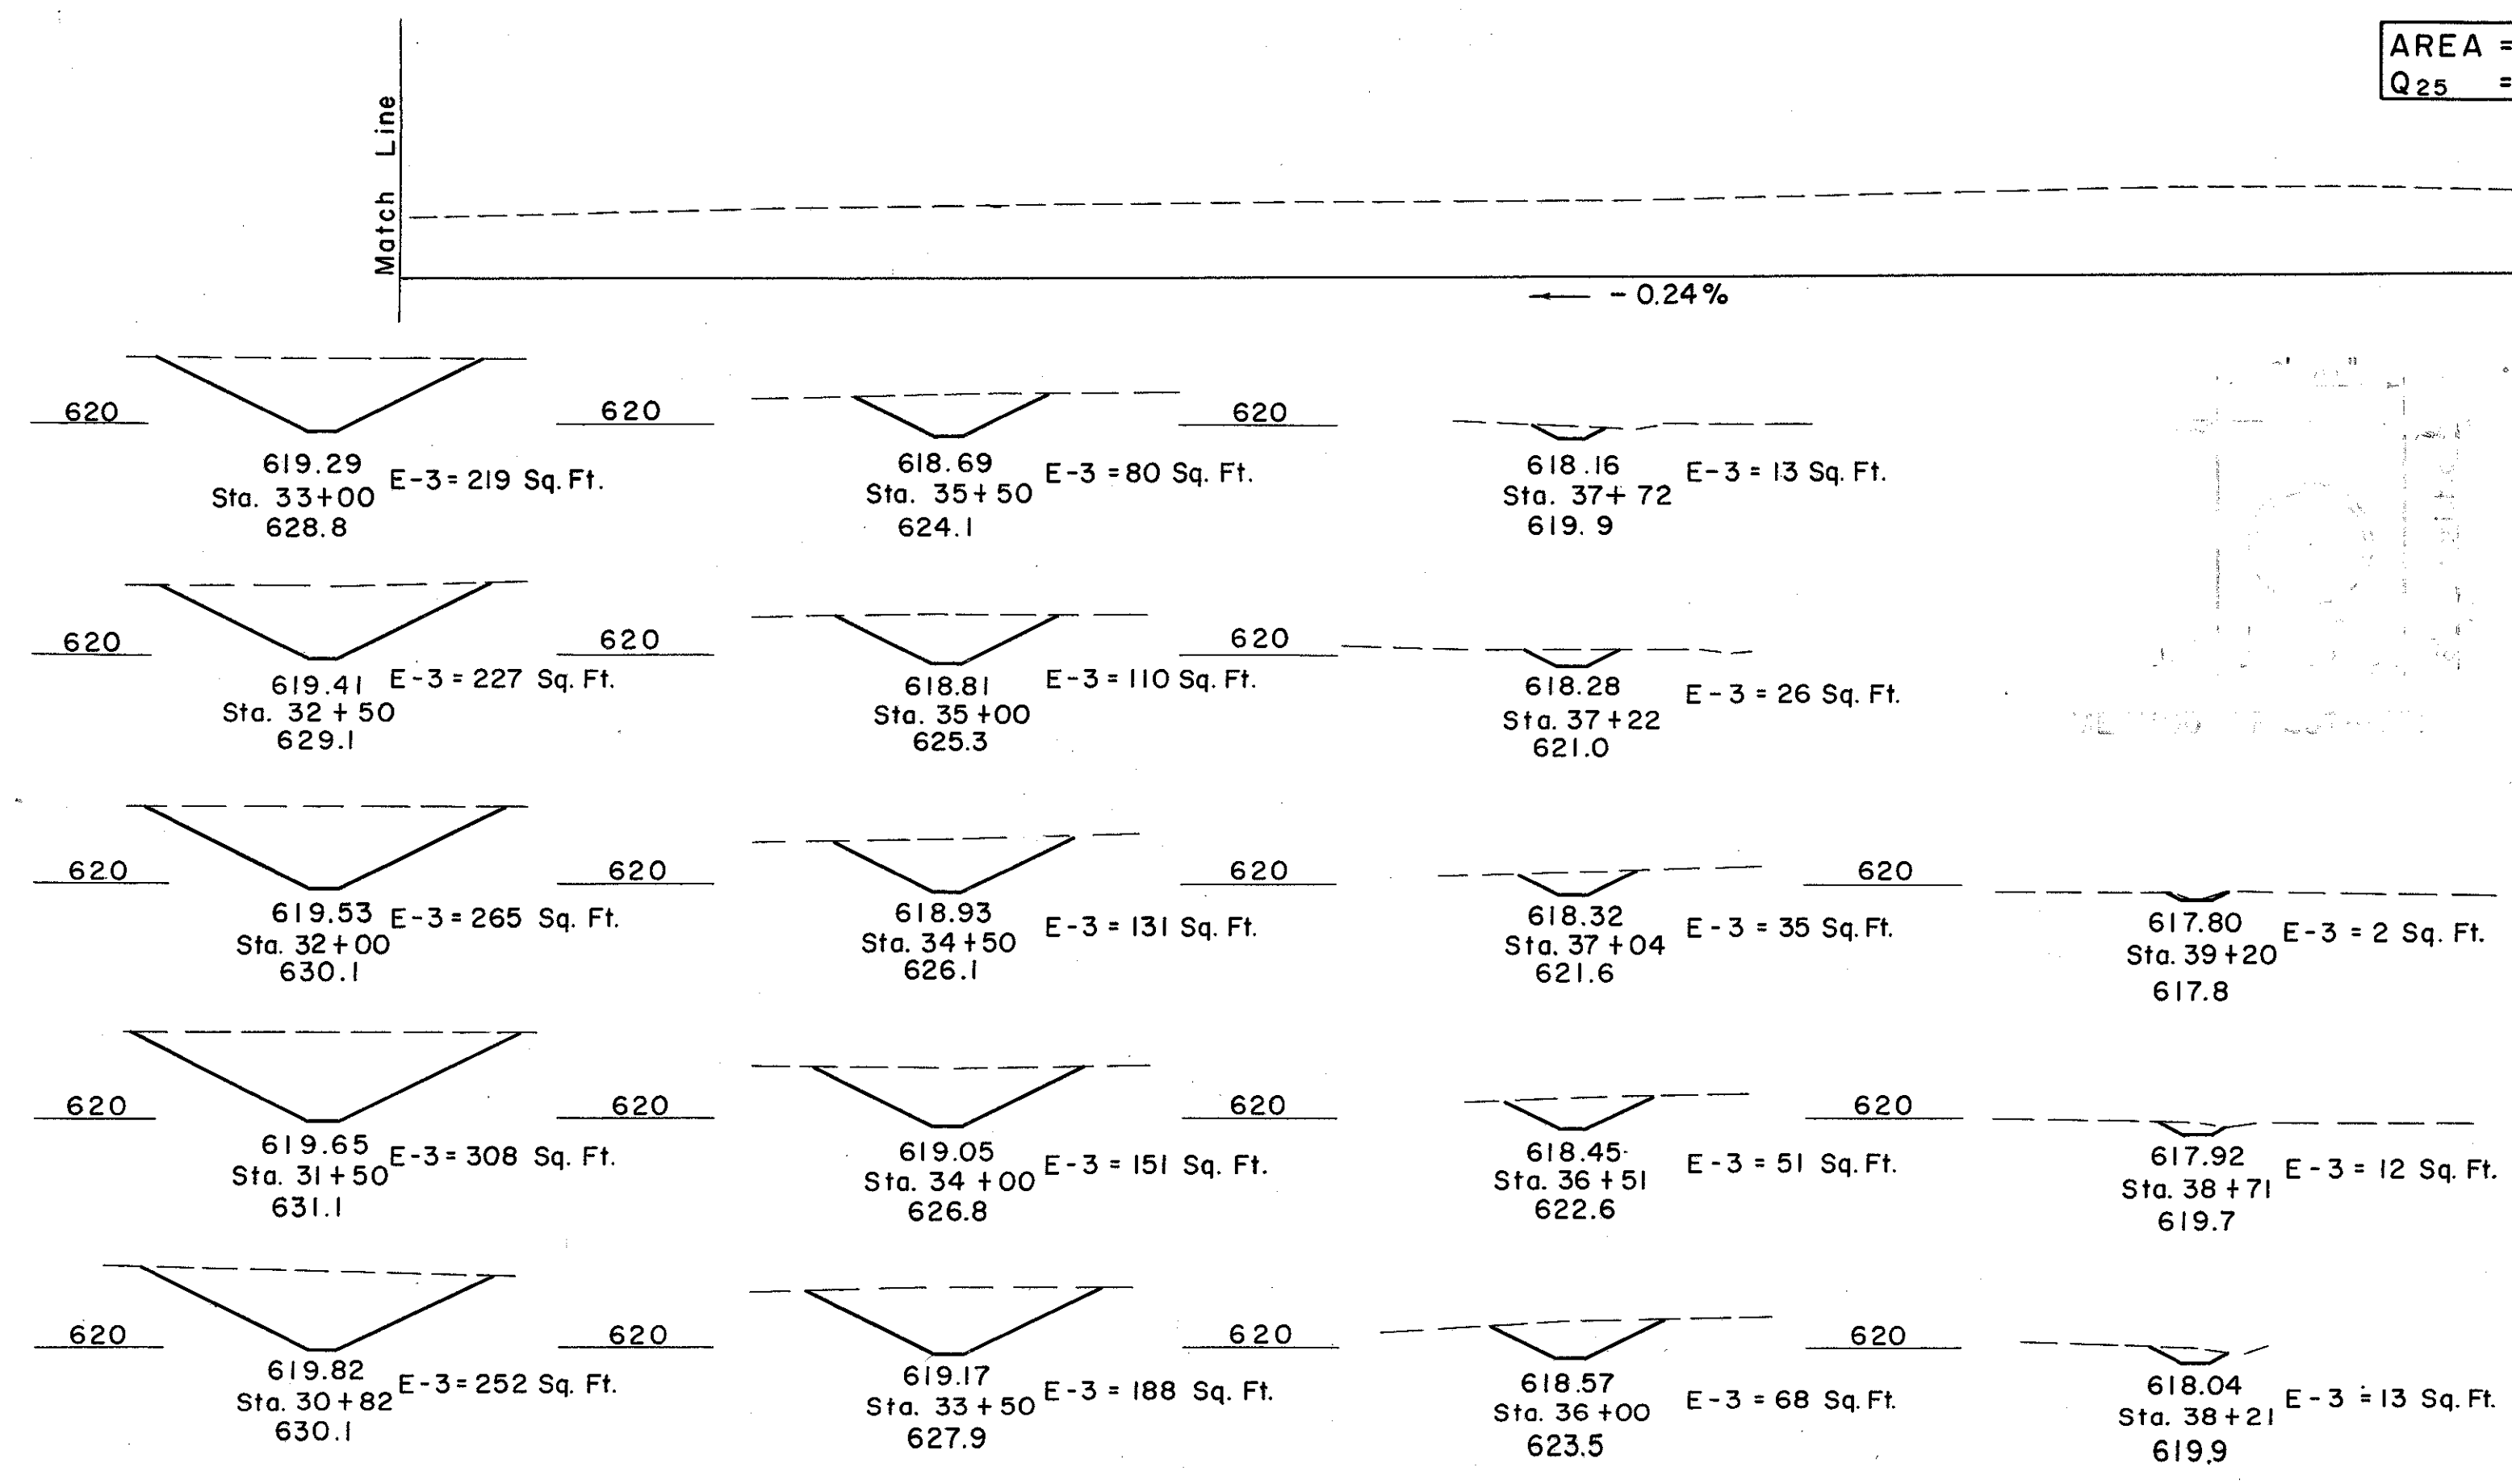 AREA =
Q25 =
Match Line
- 0.24%
620
619.29
Sta. 33+00
628.8
E-3 = 219 Sq. Ft.
620
618.69
Sta. 35+50
624.1
E-3 = 80 Sq. Ft.
620
618.16
Sta. 37+72
619.9
E-3 = 13 Sq. Ft.
620
619.41
Sta. 32+50
629.1
E-3 = 227 Sq. Ft.
620
618.81
Sta. 35+00
625.3
E-3 = 110 Sq. Ft.
620
618.28
Sta. 37+22
621.0
E-3 = 26 Sq. Ft.
620
619.53
Sta. 32+00
630.1
E-3 = 265 Sq. Ft.
620
618.93
Sta. 34+50
626.1
E-3 = 131 Sq. Ft.
620
618.32
Sta. 37+04
621.6
E-3 = 35 Sq. Ft.
620
617.80
Sta. 39+20
617.8
E-3 = 2 Sq. Ft.
620
619.65
Sta. 31+50
631.1
E-3 = 308 Sq. Ft.
620
619.05
Sta. 34+00
626.8
E-3 = 151 Sq. Ft.
620
618.45
Sta. 36+51
622.6
E-3 = 51 Sq. Ft.
620
617.92
Sta. 38+71
619.7
E-3 = 12 Sq. Ft.
620
619.82
Sta. 30+82
630.1
E-3 = 252 Sq. Ft.
620
619.17
Sta. 33+50
627.9
E-3 = 188 Sq. Ft.
620
618.57
Sta. 36+00
623.5
E-3 = 68 Sq. Ft.
620
618.04
Sta. 38+21
619.9
E-3 = 13 Sq. Ft.